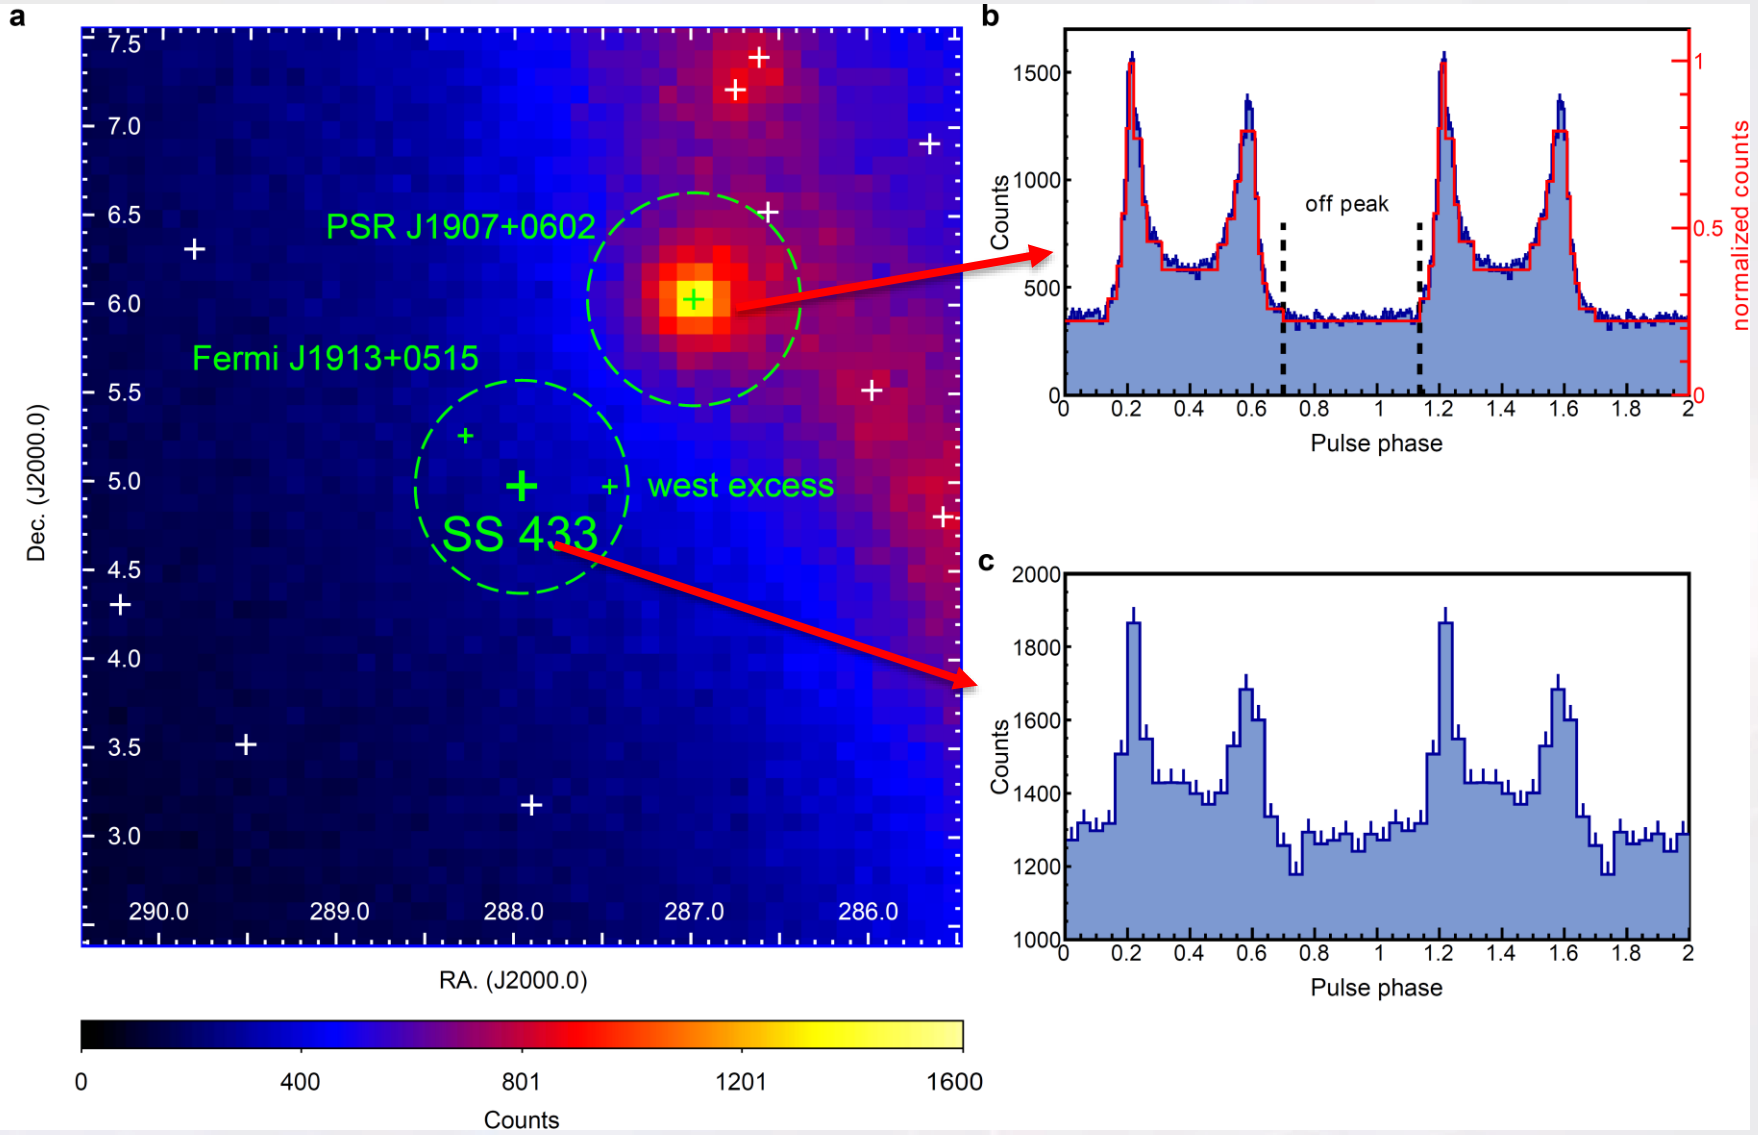 a
7.5
7.0
6.5
6.0
5.5
5.0
4.5
4.0
3.5
3.0
Dec. (J2000.0)
PSR J1907+0602
Fermi J1913+0515
west excess
SS 433
290.0 289.0 288.0 287.0 286.0
RA. (J2000.0)
0 400 801 1201 1600
Counts
b
1500
1000
500
0
Counts
off peak
1
0.5
0
normalized counts
0 0.2 0.4 0.6 0.8 1 1.2 1.4 1.6 1.8 2
Pulse phase
c
2000
1800
1600
1400
1200
1000
Counts
0 0.2 0.4 0.6 0.8 1 1.2 1.4 1.6 1.8 2
Pulse phase